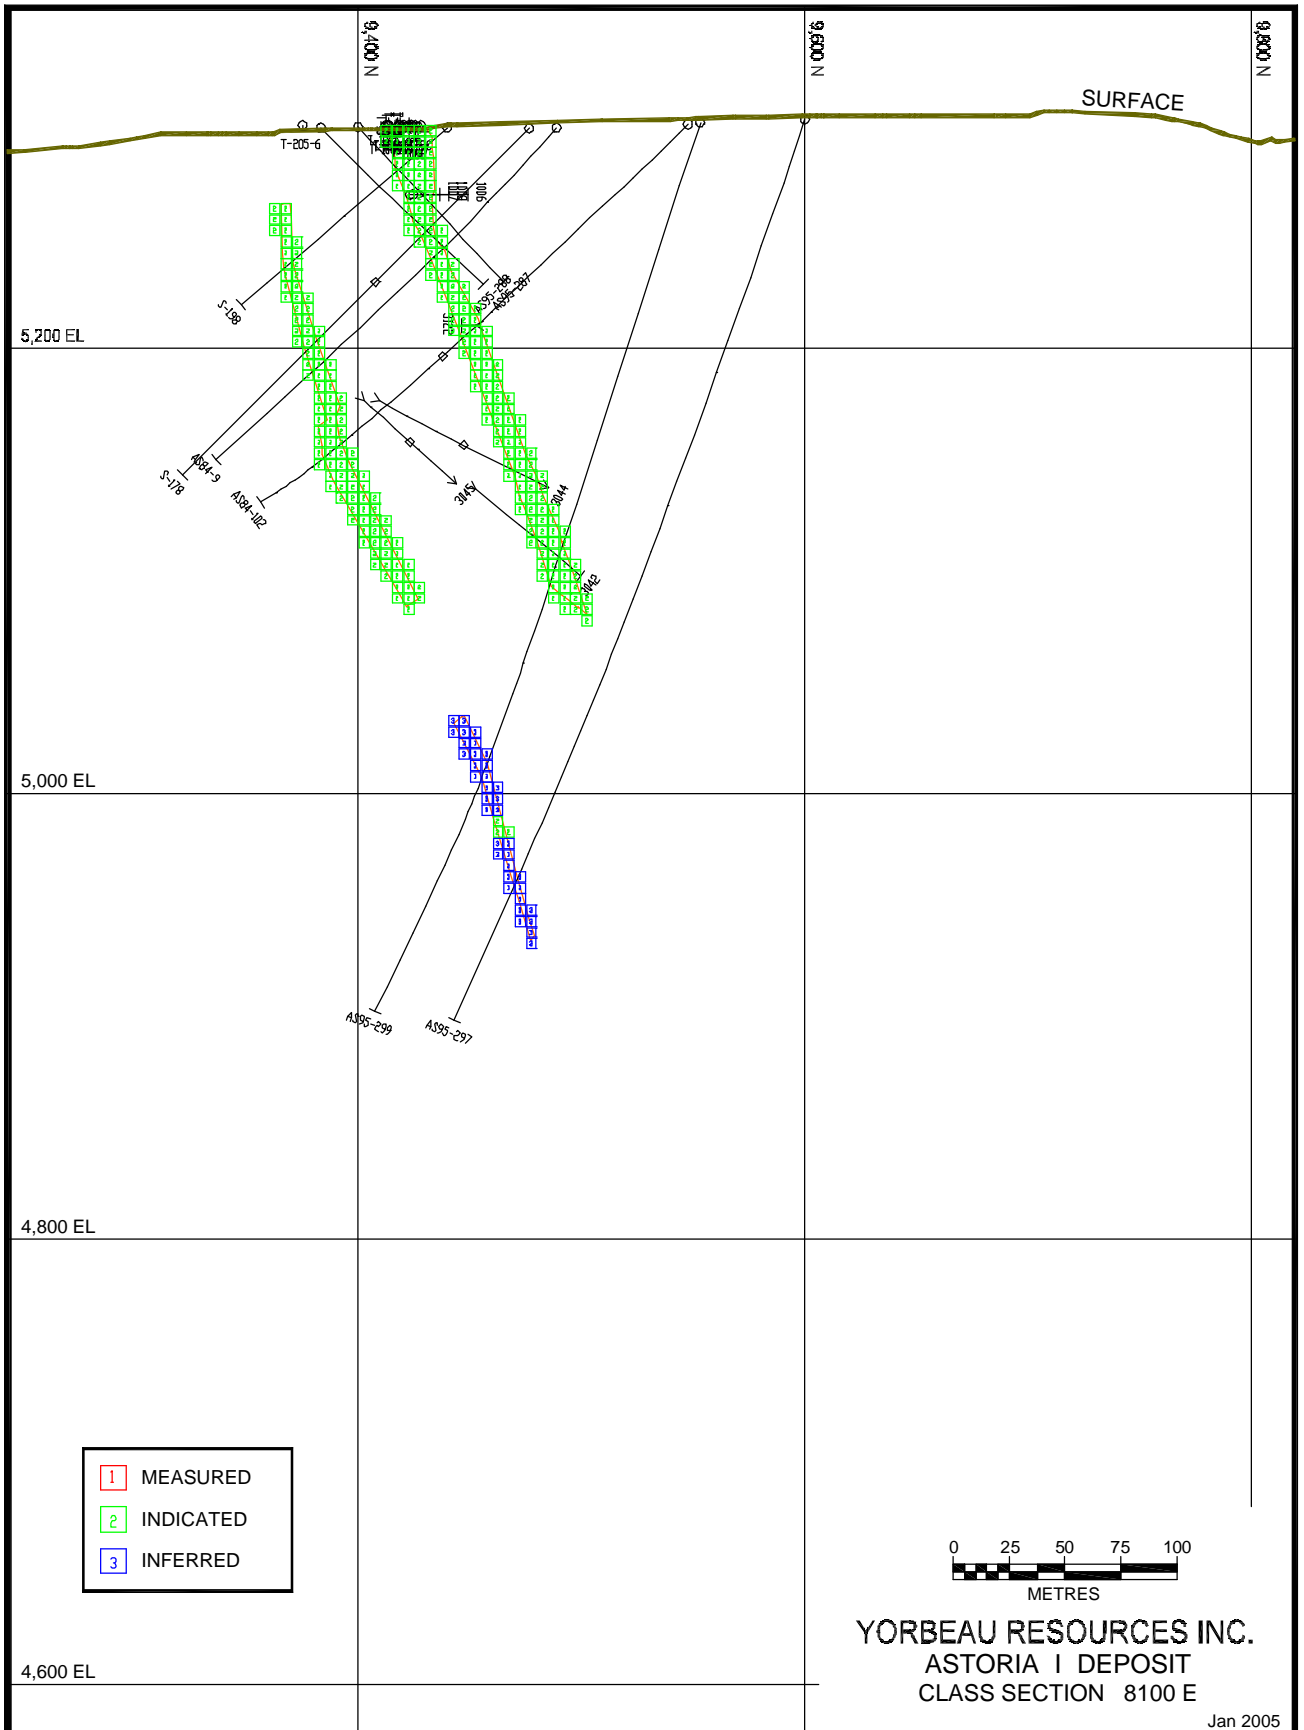 9,400 N
9,600 N
9,800 N
SURFACE
T-205-6
1006
S-198
AS95-288
AS95-287
5,200 EL
S-178
AS84-9
AS84-102
3045
3044
3042
5,000 EL
AS95-299
AS95-297
4,800 EL
1 MEASURED
2 INDICATED
3 INFERRED
0 25 50 75 100
METRES
YORBEAU RESOURCES INC.
ASTORIA I DEPOSIT
CLASS SECTION 8100 E
4,600 EL
Jan 2005